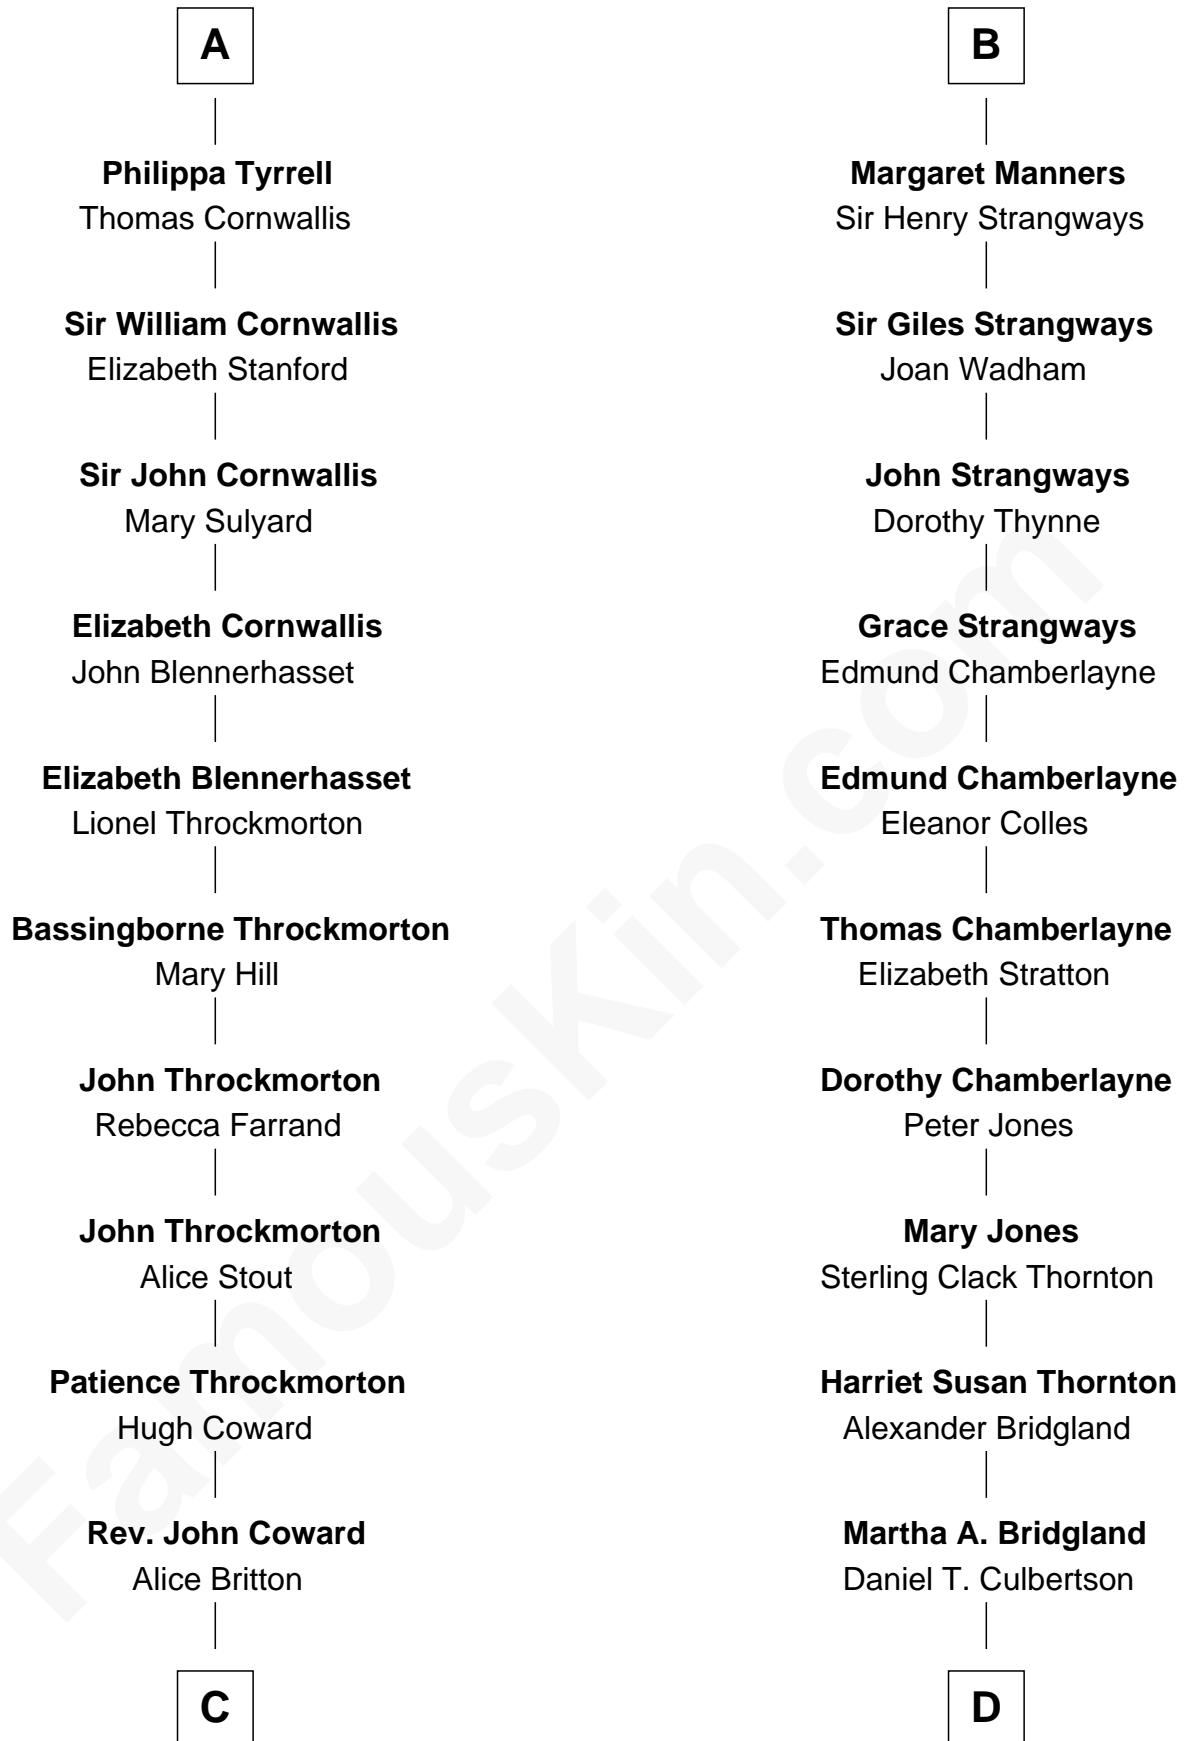 A
Philippa Tyrrell
Thomas Cornwallis
Sir William Cornwallis
Elizabeth Stanford
Sir John Cornwallis
Mary Sulyard
Elizabeth Cornwallis
John Blennerhasset
Elizabeth Blennerhasset
Lionel Throckmorton
Bassingborne Throckmorton
Mary Hill
John Throckmorton
Rebecca Farrand
John Throckmorton
Alice Stout
Patience Throckmorton
Hugh Coward
Rev. John Coward
Alice Britton
C
B
Margaret Manners
Sir Henry Strangways
Sir Giles Strangways
Joan Wadham
John Strangways
Dorothy Thynne
Grace Strangways
Edmund Chamberlayne
Edmund Chamberlayne
Eleanor Colles
Thomas Chamberlayne
Elizabeth Stratton
Dorothy Chamberlayne
Peter Jones
Mary Jones
Sterling Clack Thornton
Harriet Susan Thornton
Alexander Bridgland
Martha A. Bridgland
Daniel T. Culbertson
D
FamousKin.com